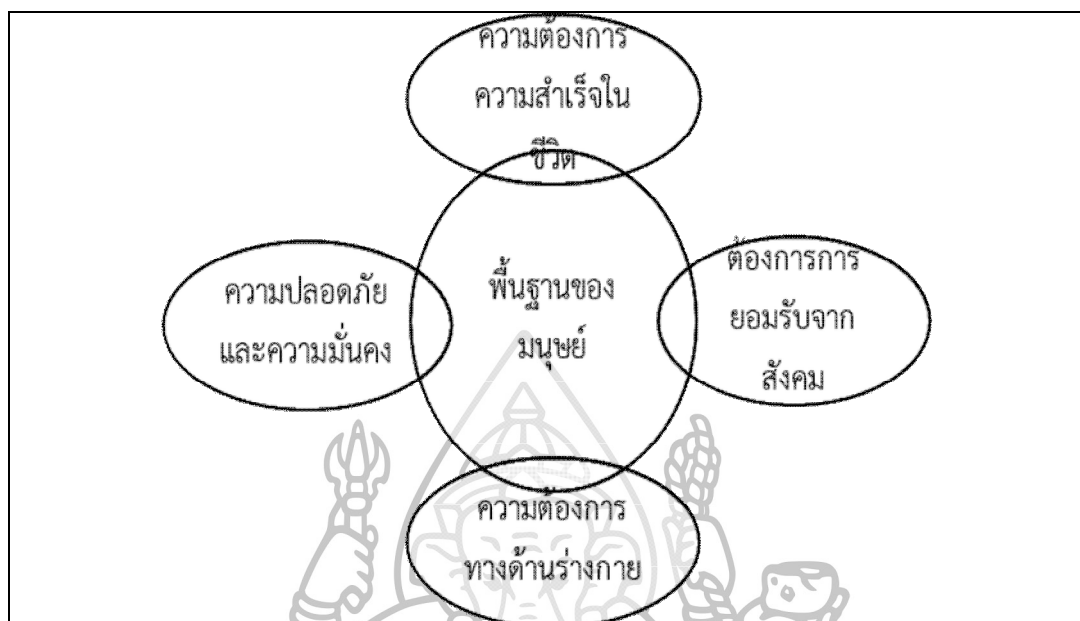 ความต้องการ
ความสำเร็จใน
ชีวิต
ความปลอดภัย
และความมั่นคง
พื้นฐานของ
มนุษย์
ต้องการการ
ยอมรับจาก
สังคม
ความต้องการ
ทางด้านร่างกาย